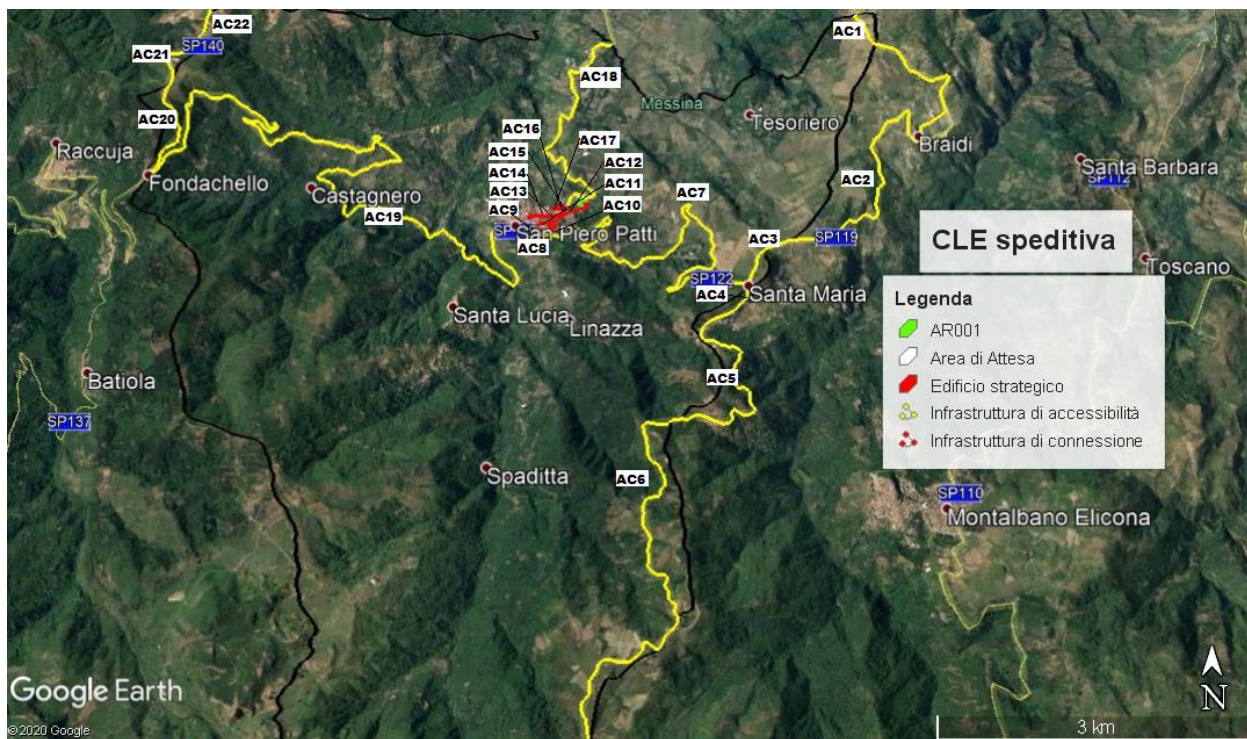 AC22
AC1
AC21
SP140
AC18
Messina
AC16
AC17
Tesoriero
AC20
AC15
AC12
Braidi
Raccuja
AC14
AC11
Santa Barbara
SP112
Fondachello
AC13
AC7
AC2
Castagnero
AC9
AC10
AC19
SP
San Piero Patti
AC3
SP119
CLE speditiva
AC8
SP122
Toscano
AC4
Santa Maria
Legenda
AR001
Area di Attesa
Edificio strategico
Infrastruttura di accessibilità
Infrastruttura di connessione
Santa Lucia
Linazza
Batiola
AC5
SP137
Spaditta
AC6
SP110
Montalbano Elicona
Google Earth
N
©2020 Google
3 km